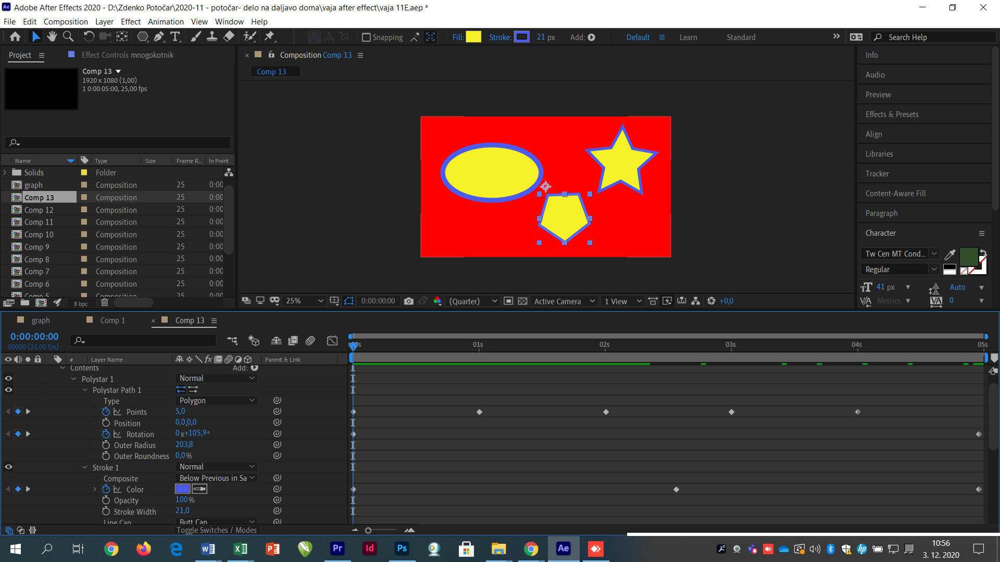 Adobe After Effects 2020 - D:\Zdenko Potočar\2020-11 - potočar- delo na daljavo doma\vaja after effect\vaja 11E.aep *
File Edit Composition Layer Effect Animation View Window Help
Snapping Fill: Stroke: 21 px Add: Default Learn Standard Search Help
Project Effect Controls mnogokotnik
Composition Comp 13
Comp 13
Comp 13
1920 x 1080 (1,00)
1 0:00:05:00, 25,00 fps
Name Type Size Frame R... In Point
Solids Folder
graph Composition 25 0:00
Comp 13 Composition 25 0:00
Comp 12 Composition 25 0:00
Comp 11 Composition 25 0:00
Comp 10 Composition 25 0:00
Comp 9 Composition 25 0:00
Comp 8 Composition 25 0:00
Comp 7 Composition 25 0:00
Comp 6 Composition 25 0:00
Comp 5 Composition 25 0:00
8 bpc
25% 0:00:00:00 (Quarter) Active Camera 1 View +0,0
Info
Audio
Preview
Effects & Presets
Align
Libraries
Tracker
Content-Aware Fill
Paragraph
Character
Tw Cen MT Cond...
Regular
41 px Auto
Metrics 0
graph Comp 1 Comp 13
0:00:00:00
00000 (25.00 fps)
01s 02s 03s 04s 05s
# Layer Name Parent & Link
Contents Add:
Polystar 1 Normal
Polystar Path 1
Type Polygon
Points 5,0
Position 0,0,0,0
Rotation 0x+105,9°
Outer Radius 203,8
Outer Roundness 0,0%
Stroke 1 Normal
Composite Below Previous in Sa
Color
Opacity 100%
Stroke Width 21,0
Line Cap Butt Cap
Toggle Switches / Modes
Pr Id Ps Ae
10:56
3. 12. 2020